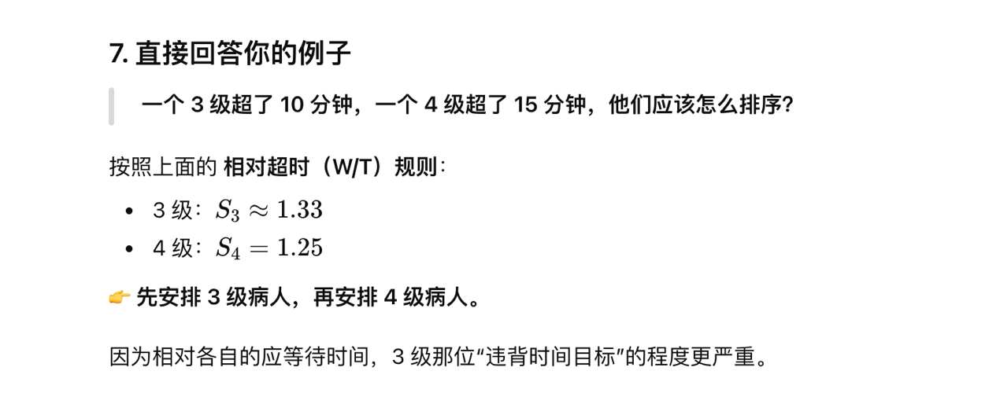 7. 直接回答你的例子
一个 3 级超了 10 分钟，一个 4 级超了 15 分钟，他们应该怎么排序？
按照上面的 相对超时（W/T）规则：
• 3 级：S₃ ≈ 1.33
• 4 级：S₄ = 1.25
👉 先安排 3 级病人，再安排 4 级病人。
因为相对各自的应等待时间，3 级那位“违背时间目标”的程度更严重。